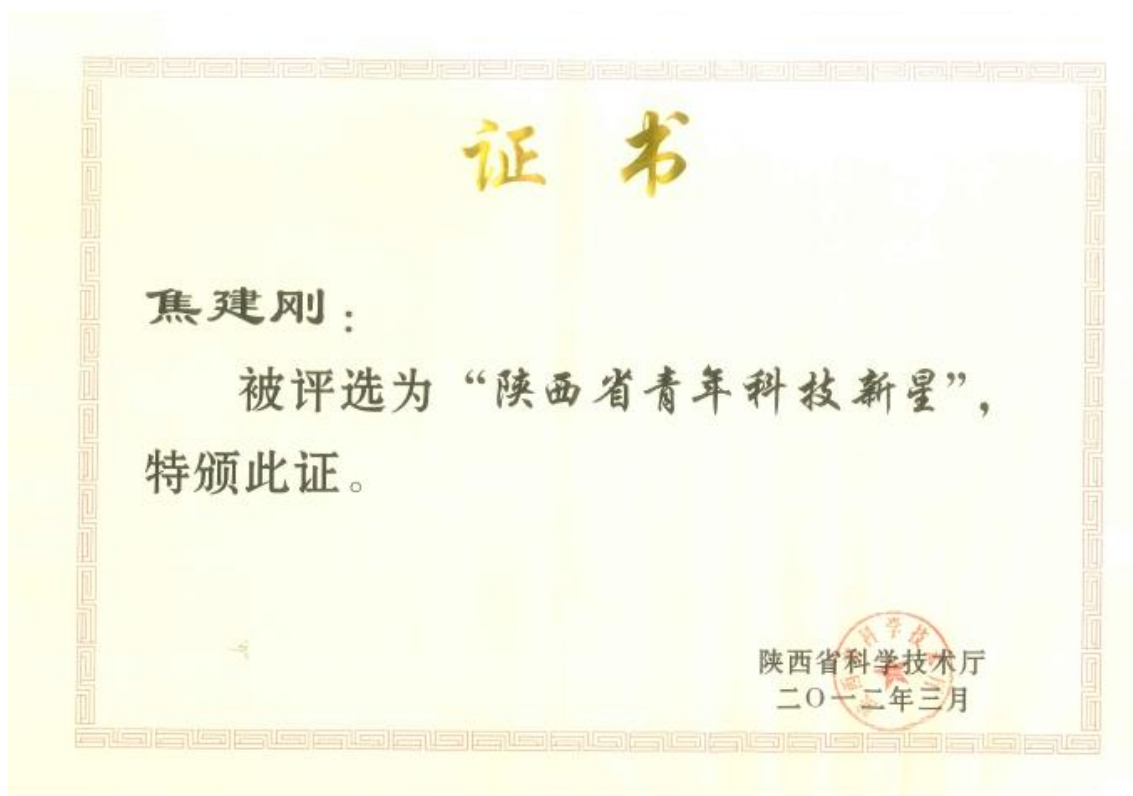 证 书
焦建刚：
被评选为“陕西省青年科技新星”，
特颁此证。
陕西省科学技术厅
二〇一二年三月